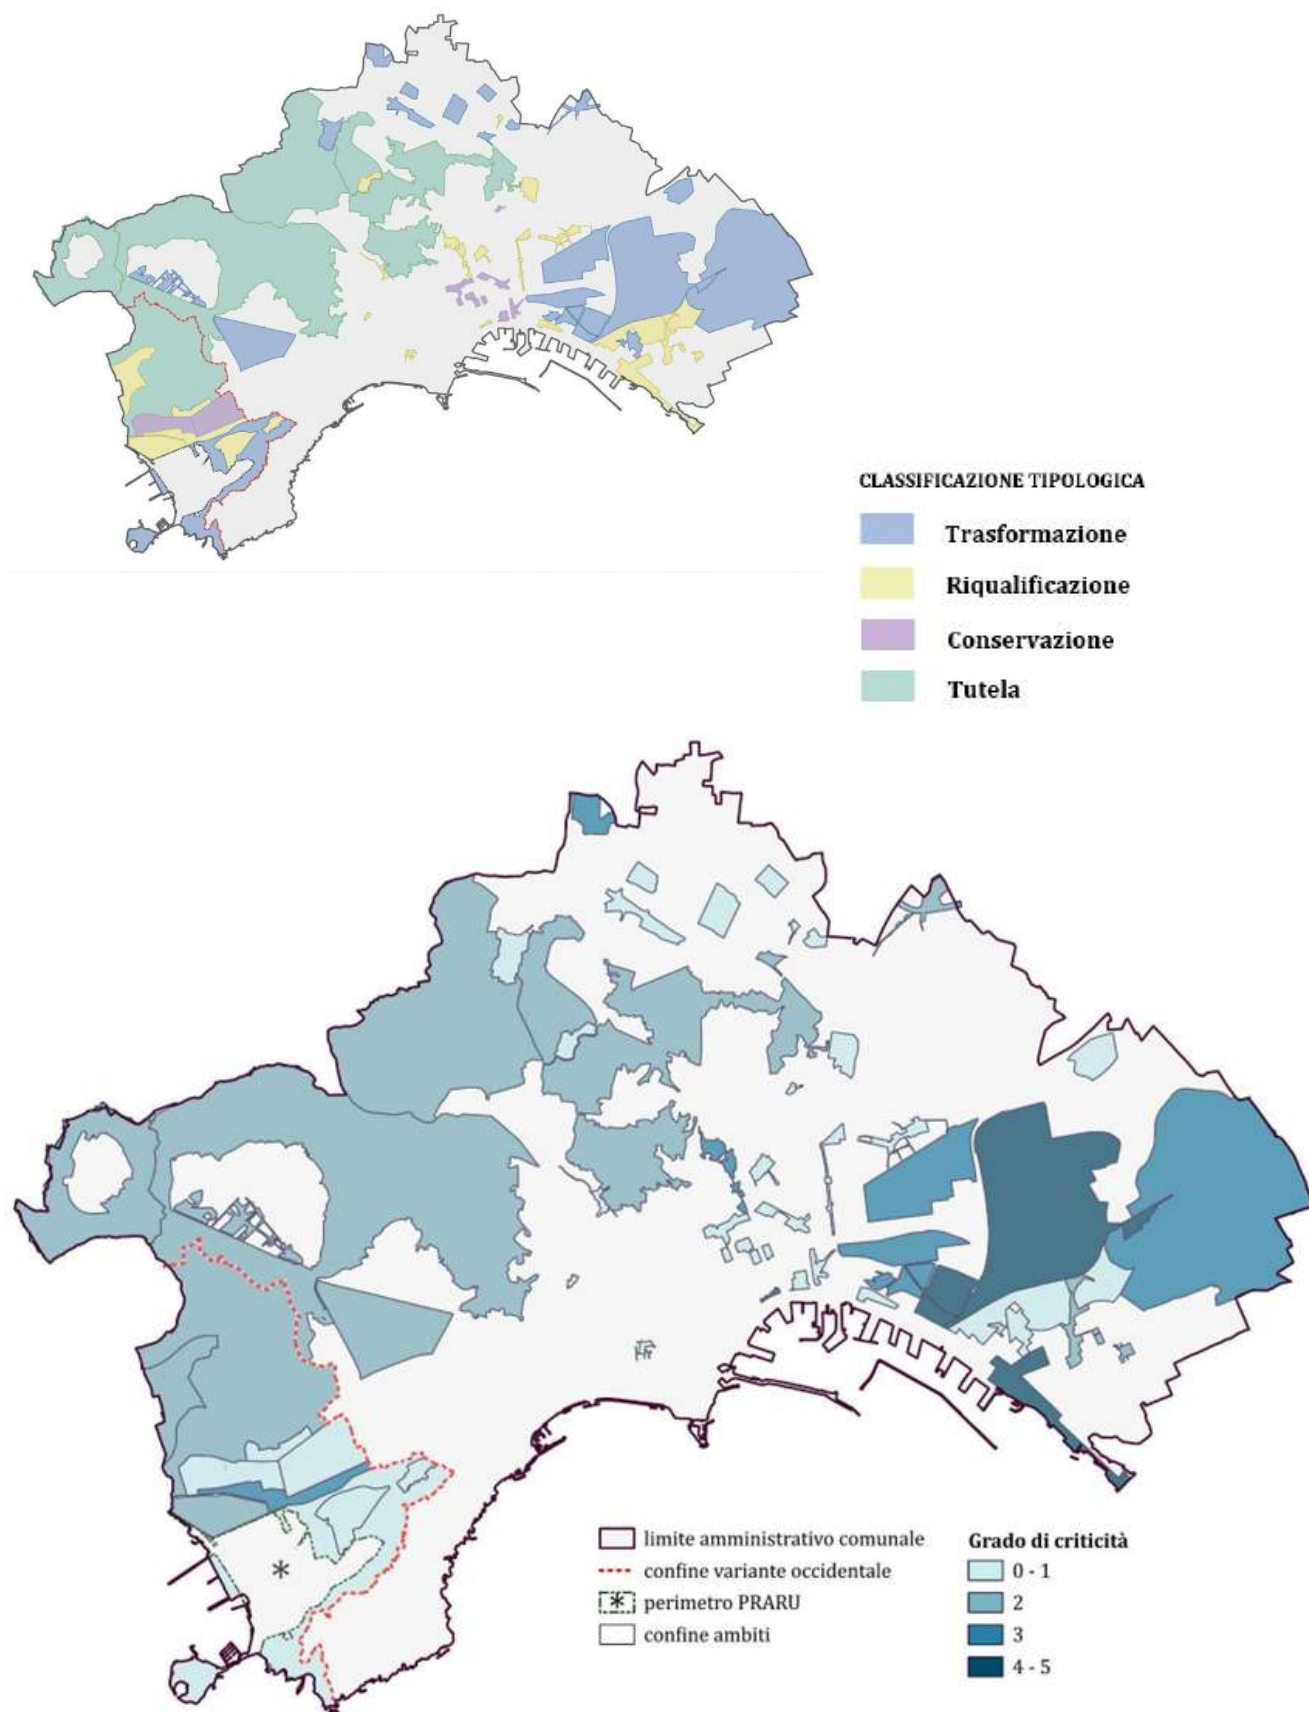 CLASSIFICAZIONE TIPOLOGICA
Trasformazione
Riqualificazione
Conservazione
Tutela
limite amministrativo comunale
confine variante occidentale
perimetro PRARU
confine ambiti
Grado di criticità
0 - 1
2
3
4 - 5